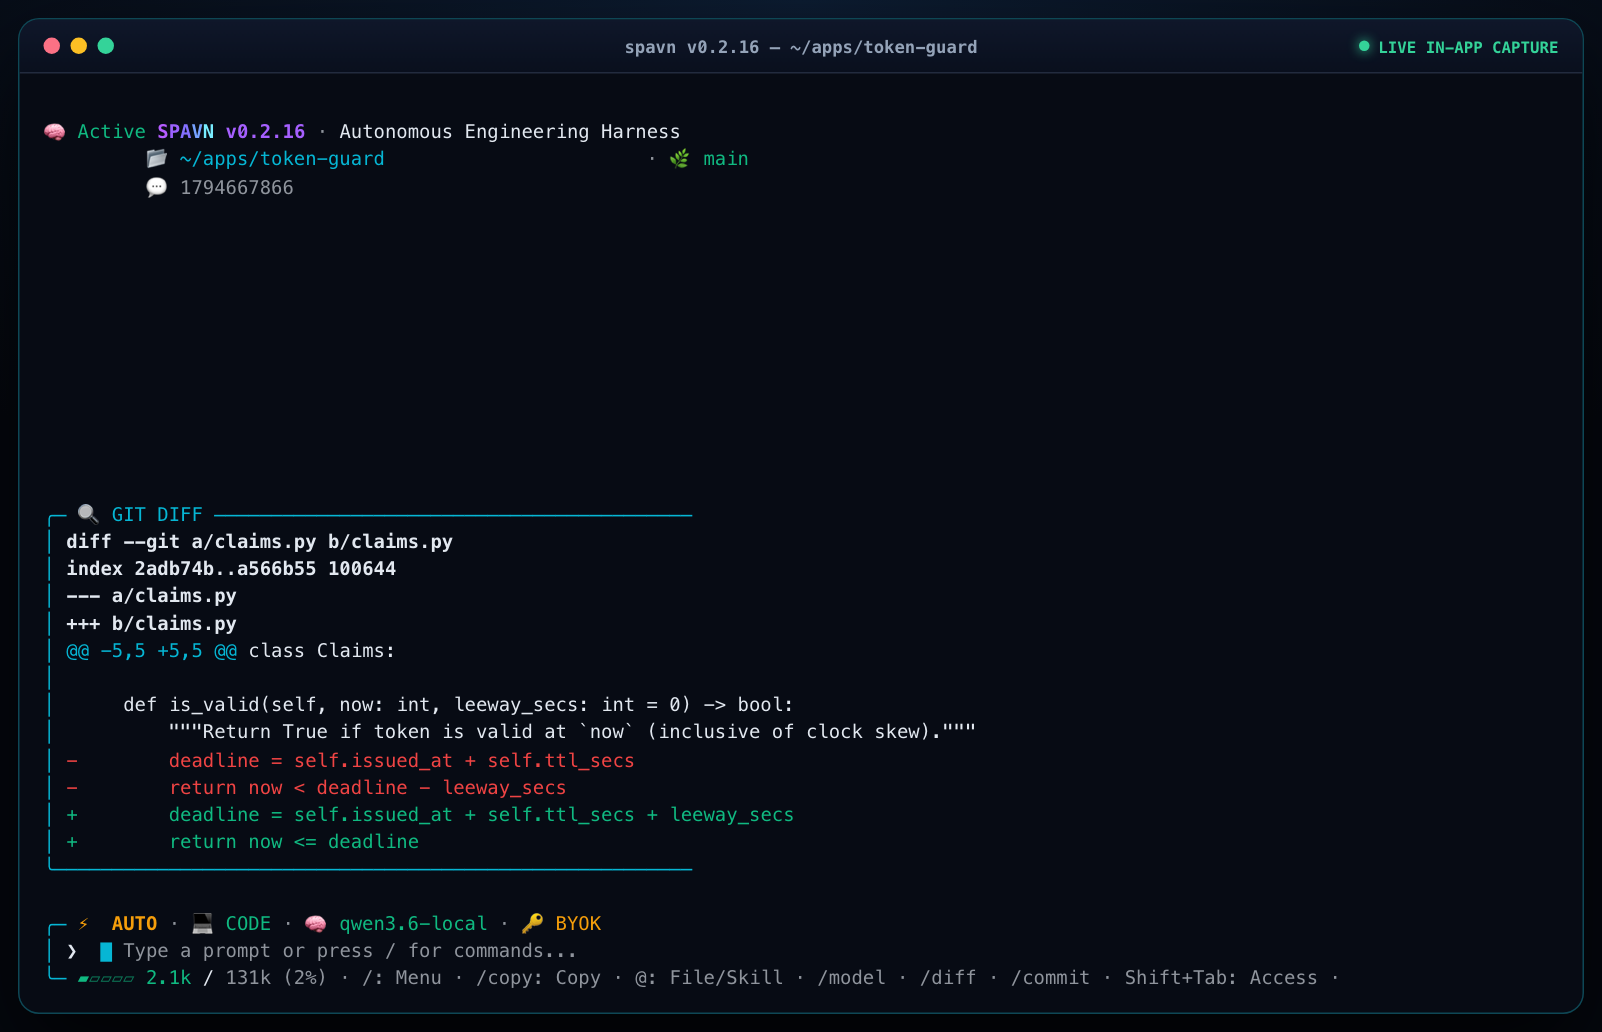 spavn v0.2.16 — ~/apps/token-guard
LIVE IN-APP CAPTURE
Active SPAVN v0.2.16 · Autonomous Engineering Harness
~/apps/token-guard · main
1794667866
GIT DIFF
diff --git a/claims.py b/claims.py
index 2adb74b..a566b55 100644
--- a/claims.py
+++ b/claims.py
@@ -5,5 +5,5 @@ class Claims:
def is_valid(self, now: int, leeway_secs: int = 0) -> bool:
"""Return True if token is valid at `now` (inclusive of clock skew)."""
- deadline = self.issued_at + self.ttl_secs
- return now < deadline - leeway_secs
+ deadline = self.issued_at + self.ttl_secs + leeway_secs
+ return now <= deadline
⚡ AUTO · CODE · qwen3.6-local · BYOK
❯ Type a prompt or press / for commands...
▰▱▱▱▱ 2.1k / 131k (2%) · /: Menu · /copy: Copy · @: File/Skill · /model · /diff · /commit · Shift+Tab: Access ·